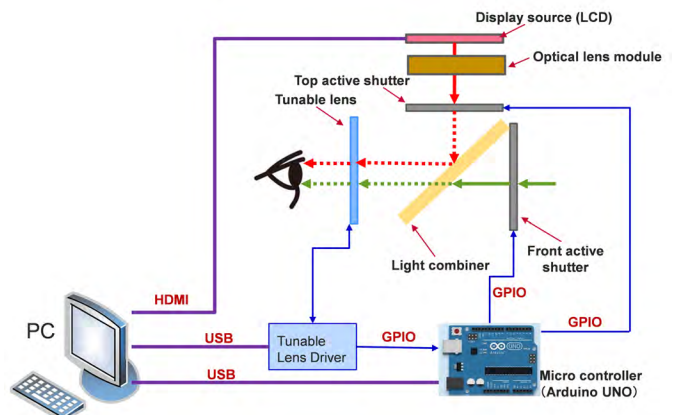 Display source (LCD)
Optical lens module
Top active shutter
Tunable lens
Light combiner
Front active
shutter
HDMI
GPIO
PC
USB
Tunable
Lens Driver
GPIO
GPIO
UNO
USB
Micro controller
(Arduino UNO)